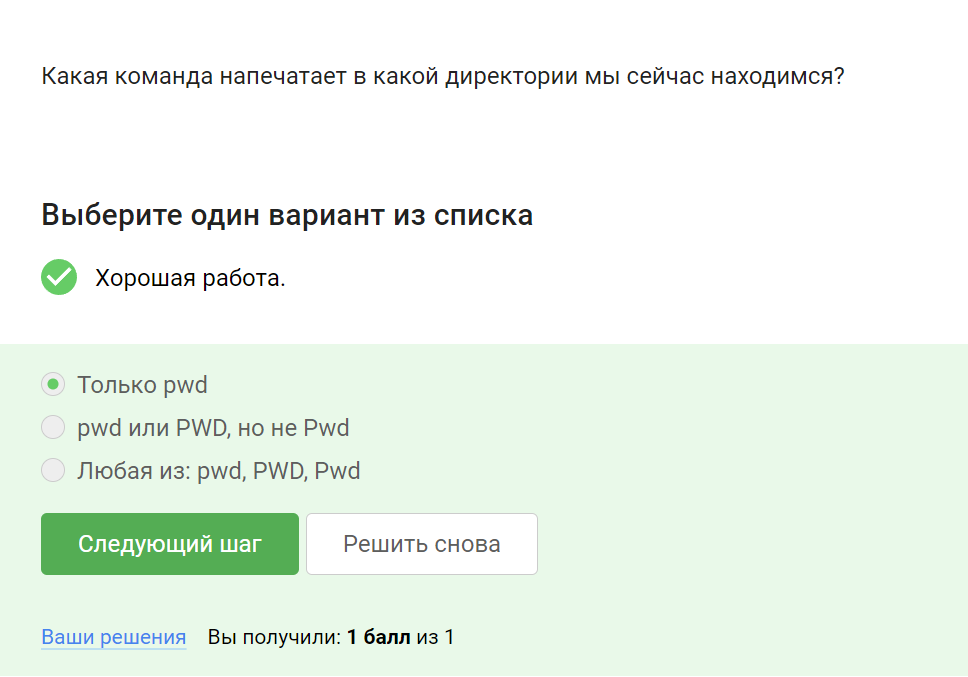 Какая команда напечатает в какой директории мы сейчас находимся?
Выберите один вариант из списка
Хорошая работа.
Только pwd
pwd или PWD, но не Pwd
Любая из: pwd, PWD, Pwd
Следующий шаг Решить снова
Ваши решения Вы получили: 1 балл из 1